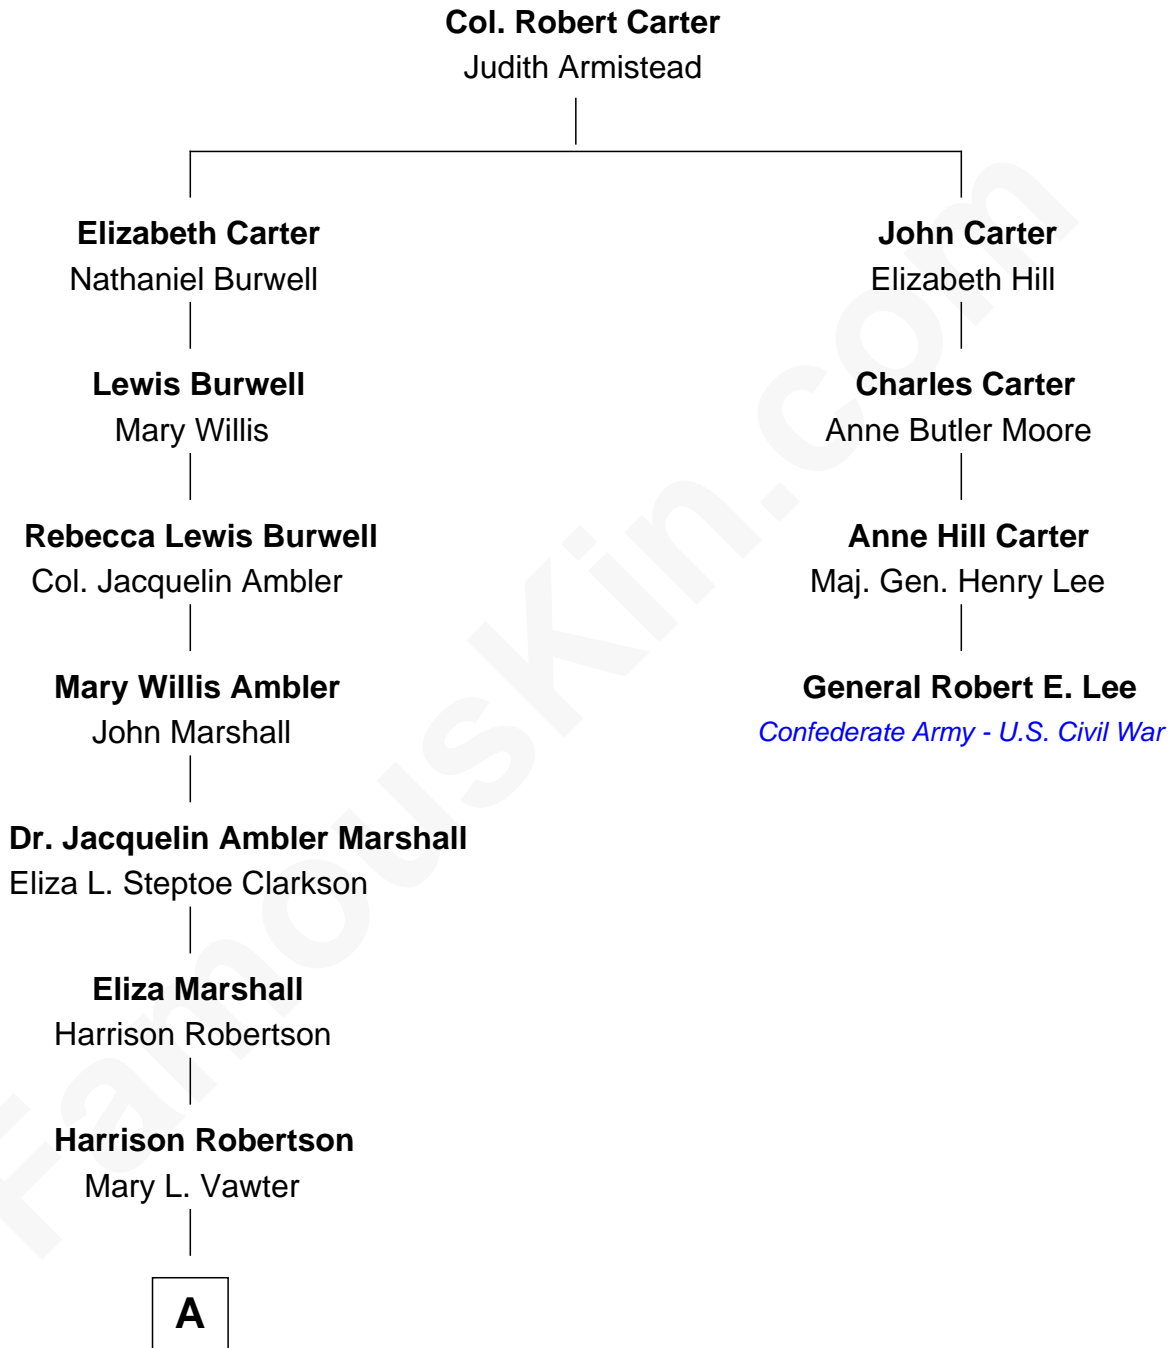 Col. Robert Carter
Judith Armistead
Elizabeth Carter
Nathaniel Burwell
John Carter
Elizabeth Hill
Lewis Burwell
Mary Willis
Charles Carter
Anne Butler Moore
Rebecca Lewis Burwell
Col. Jacquelin Ambler
Anne Hill Carter
Maj. Gen. Henry Lee
Mary Willis Ambler
John Marshall
General Robert E. Lee
Confederate Army - U.S. Civil War
Dr. Jacquelin Ambler Marshall
Eliza L. Steptoe Clarkson
Eliza Marshall
Harrison Robertson
Harrison Robertson
Mary L. Vawter
A
FamousKin.com